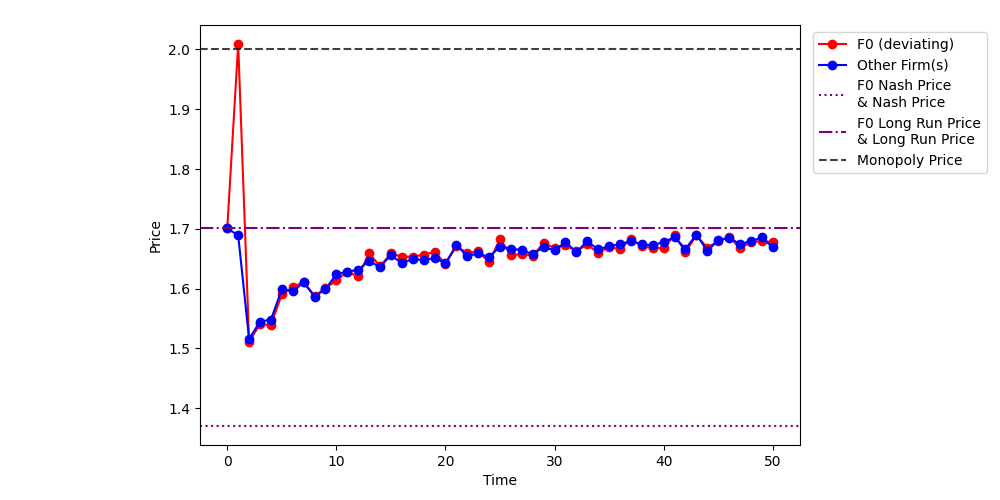 2.0
1.9
1.8
1.7
1.6
1.5
1.4
Price
0
10
20
30
40
50
Time
F0 (deviating)
Other Firm(s)
F0 Nash Price
& Nash Price
F0 Long Run Price
& Long Run Price
Monopoly Price